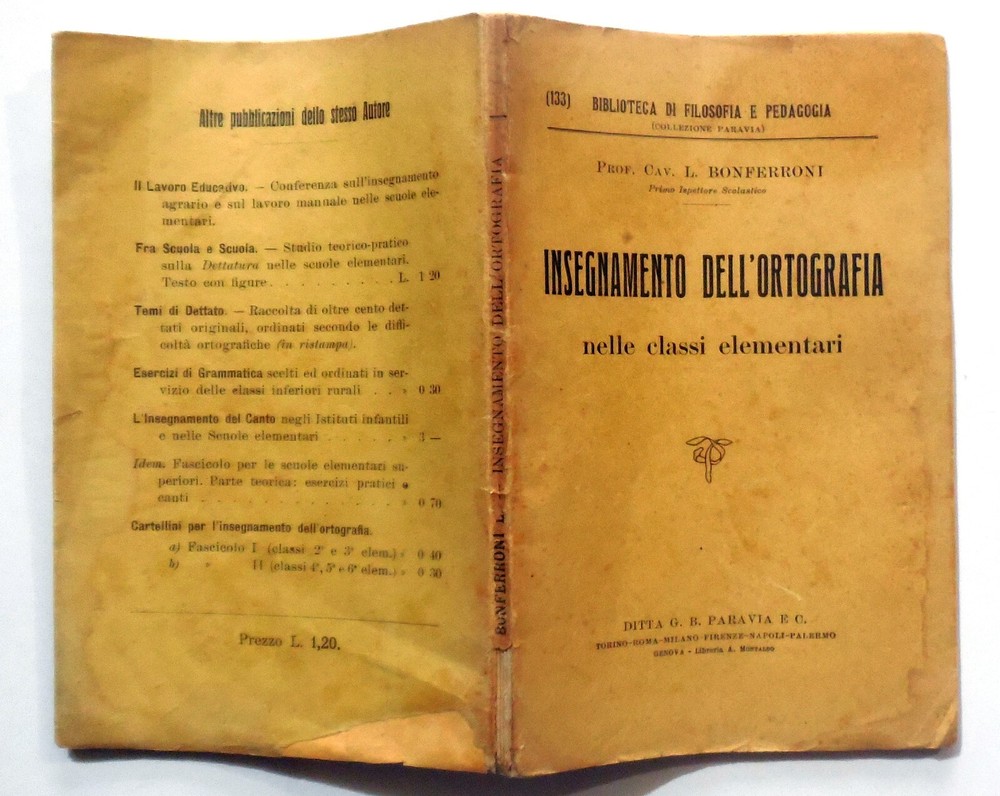 Altre pubblicazioni dello stesso Autore
Il Lavoro Educativo. — Conferenza sull'insegnamento
agrario e sul lavoro manuale nelle scuole ele-
mentari.
Fra Scuola e Scuola. — Studio teorico-pratico
sulla Dettatura nelle scuole elementari.
Testo con figure . . . . . . . . . . L. 1 20
Temi di Dettato. — Raccolta di oltre cento det-
tati originali, ordinati secondo le diffi-
coltà ortografiche (in ristampa).
Esercizi di Grammatica scelti ed ordinati in ser-
vizio delle classi inferiori rurali . . » 0 30
L'Insegnamento del Canto negli Istituti infantili
e nelle Scuole elementari . . . . . . »
Idem. Fascicolo per le scuole elementari su-
periori. Parte teorica: esercizi pratici e
canti . . . . . . . . . . . . . » 0 70
Cartellini per l'insegnamento dell'ortografia.
a) Fascicolo I (classi 2ª e 3ª elem.) » 0 40
b) » II (classi 4ª, 5ª e 6ª elem.) » 0 30
Prezzo L. 1,20.
BONFERRONI L. — INSEGNAMENTO DELL'ORTOGRAFIA
(133) BIBLIOTECA DI FILOSOFIA E PEDAGOGIA
(COLLEZIONE PARAVIA)
PROF. CAV. L. BONFERRONI
Primo Ispettore Scolastico
INSEGNAMENTO DELL'ORTOGRAFIA
nelle classi elementari
DITTA G. B. PARAVIA E C.
TORINO-ROMA-MILANO-FIRENZE-NAPOLI-PALERMO
GENOVA - Libreria A. MONTALDO